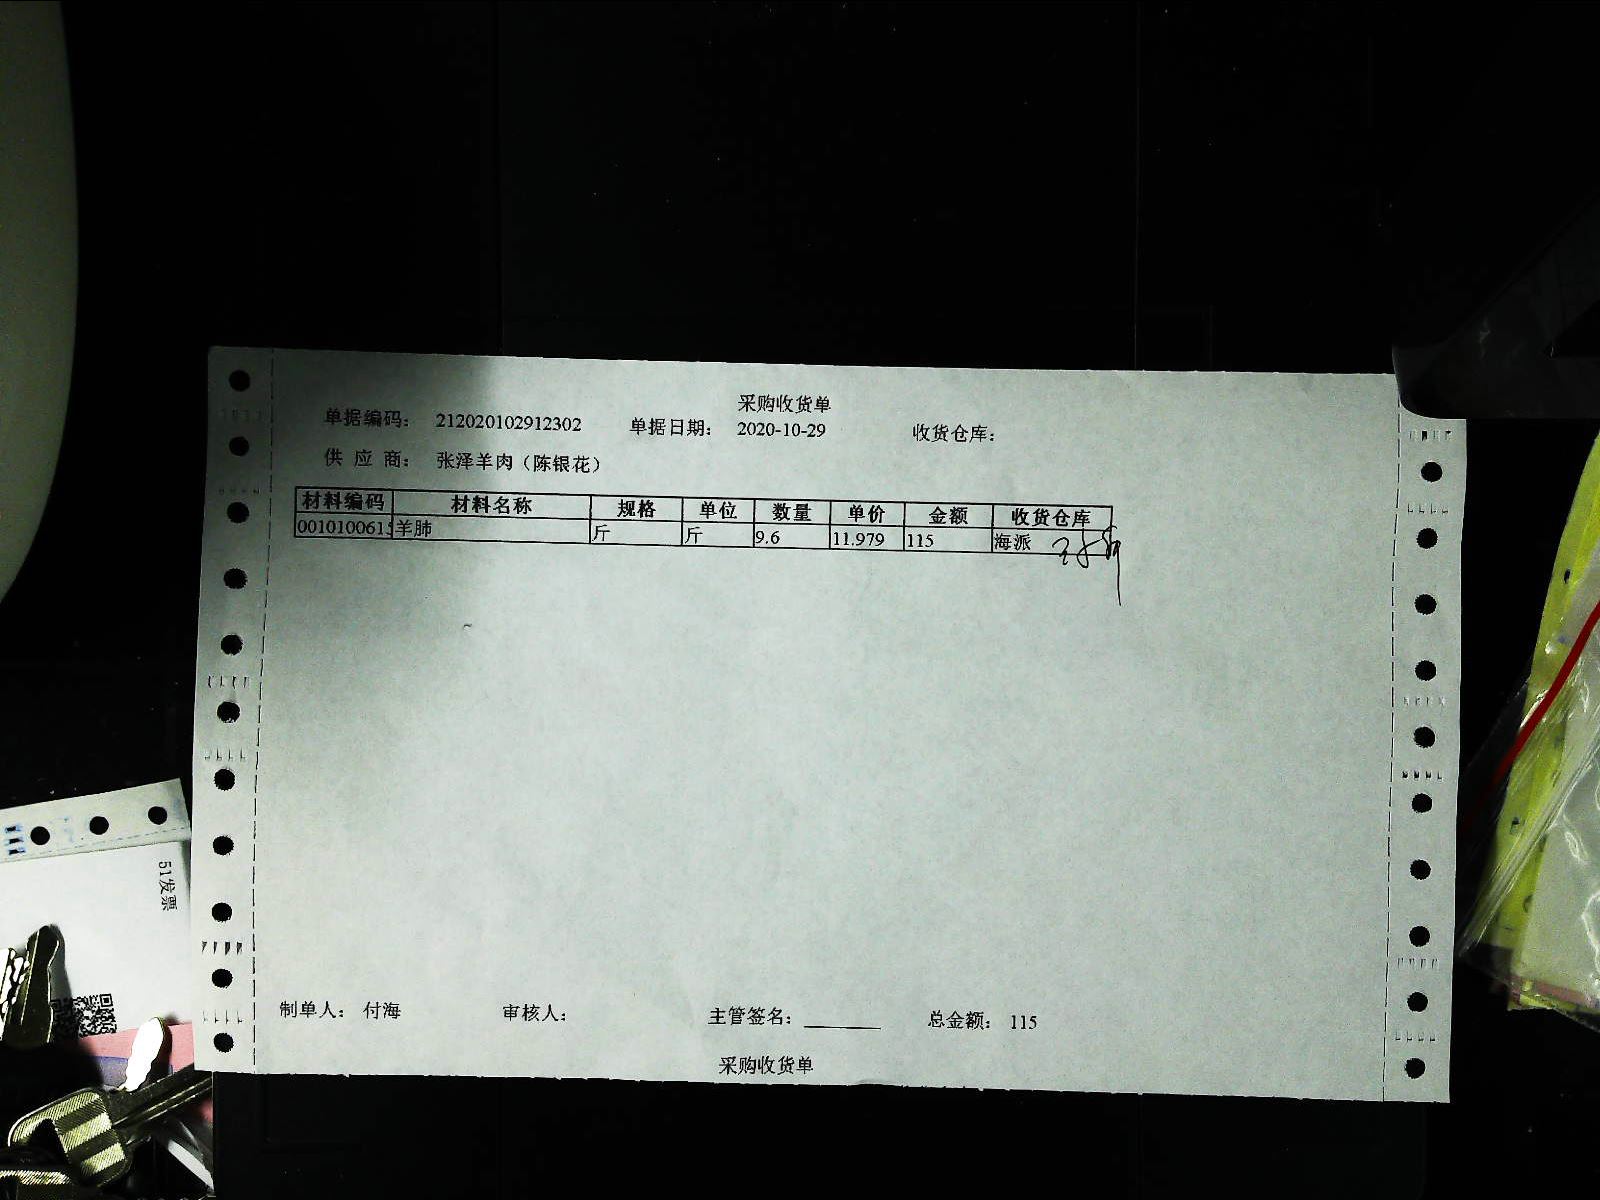 采购收货单
单据编码： 212020102912302 单据日期： 2020-10-29 收货仓库：
供 应 商： 张泽羊肉（陈银花）
材料编码 材料名称 规格 单位 数量 单价 金额 收货仓库
001010061 羊肺 斤 斤 9.6 11.979 115 海派
制单人： 付海 审核人： 主管签名： 总金额： 115
采购收货单
51发票